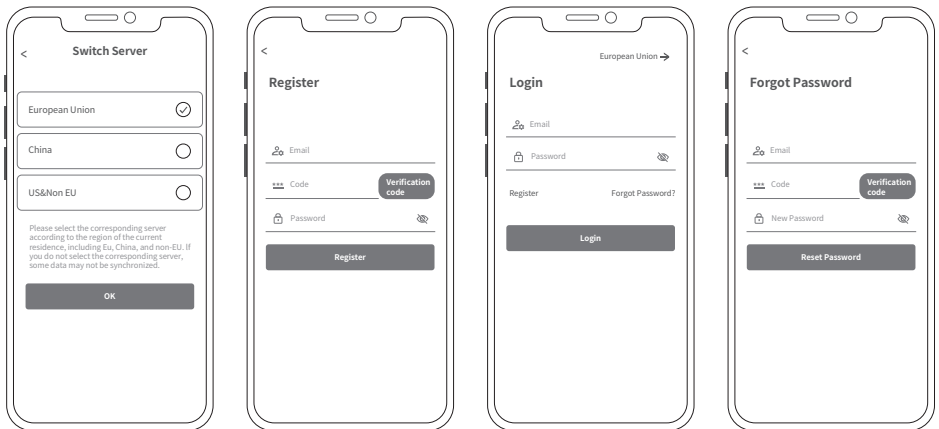 <
Switch Server
European Union
China
US&Non EU
Please select the corresponding server
according to the region of the current
residence, including Eu, China, and non-EU. If
you do not select the corresponding server,
some data may not be synchronized.
OK
<
Register
Email
*** Code
Verification
code
Password
Register
European Union →
Login
Email
Password
Register
Forgot Password?
Login
<
Forgot Password
Email
*** Code
Verification
code
New Password
Reset Password